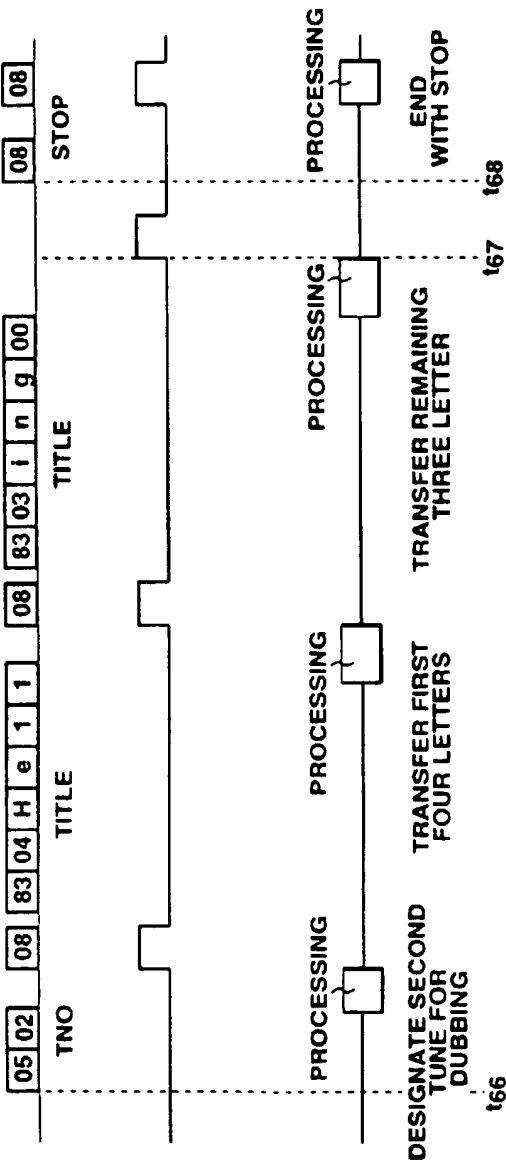 05 02 08 83 04 H e 1 1 08 83 03 i n g 00 08 08
TNO TITLE TITLE STOP
PROCESSING PROCESSING PROCESSING PROCESSING
DESIGNATE SECOND
TUNE FOR
DUBBING
TRANSFER FIRST
FOUR LETTERS
TRANSFER REMAINING
THREE LETTER
END
WITH STOP
t66 t67 t68